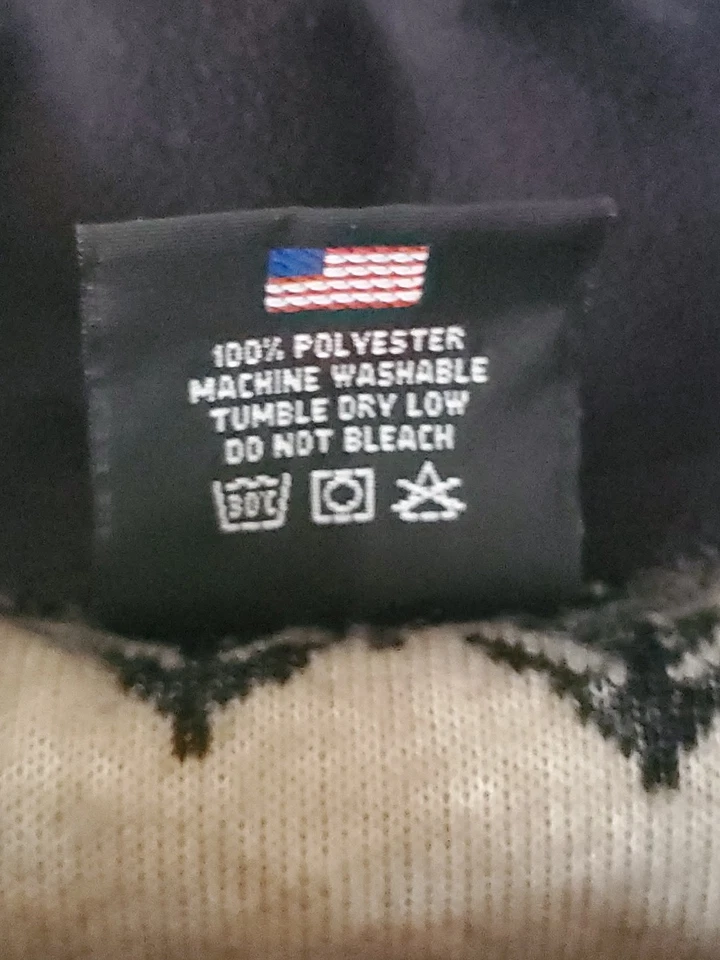 100% POLYESTER
MACHINE WASHABLE
TUMBLE DRY LOW
DO NOT BLEACH
30℃